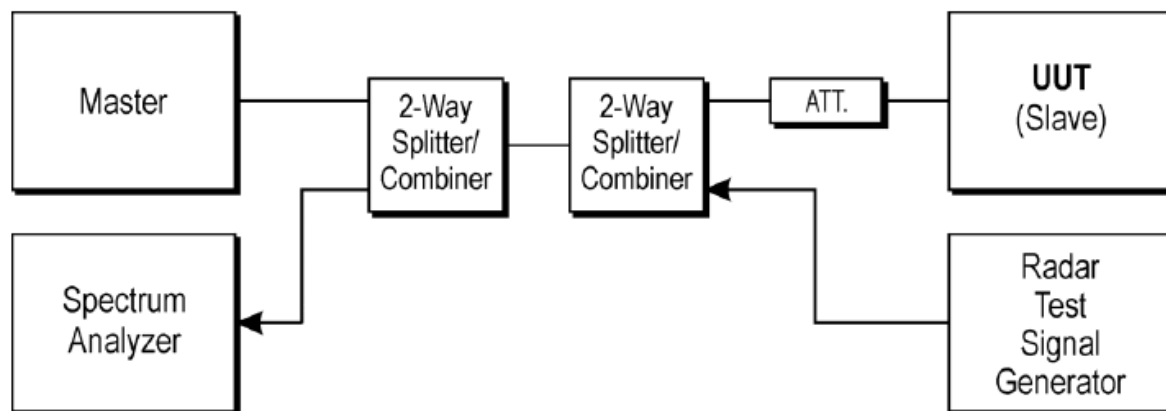 Master
2-Way
Splitter/
Combiner
2-Way
Splitter/
Combiner
ATT.
UUT
(Slave)
Spectrum
Analyzer
Radar
Test
Signal
Generator